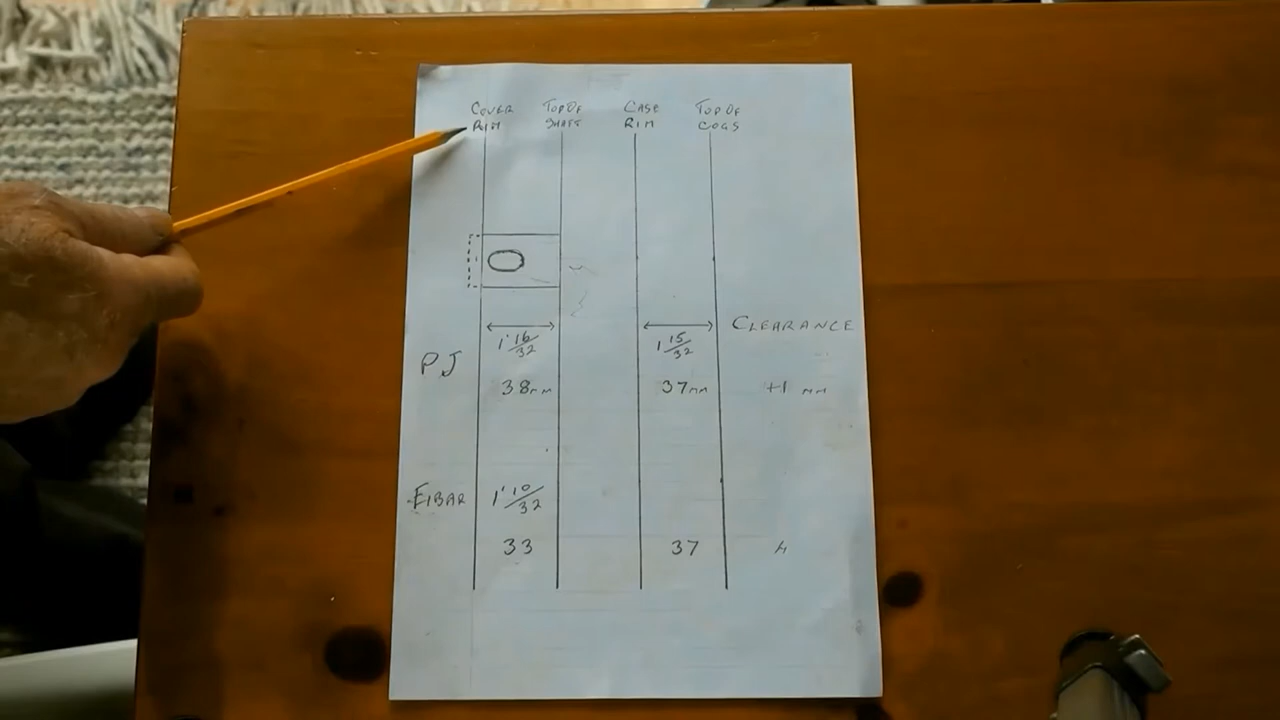 COVER RIM
TOP OF SHAFT
CASE RIM
TOP OF COGS
CLEARANCE
1" 16/32
1 15/32
PJ
38mm
37mm
+1 mm
EIBAR
1" 10/32
33
37
4